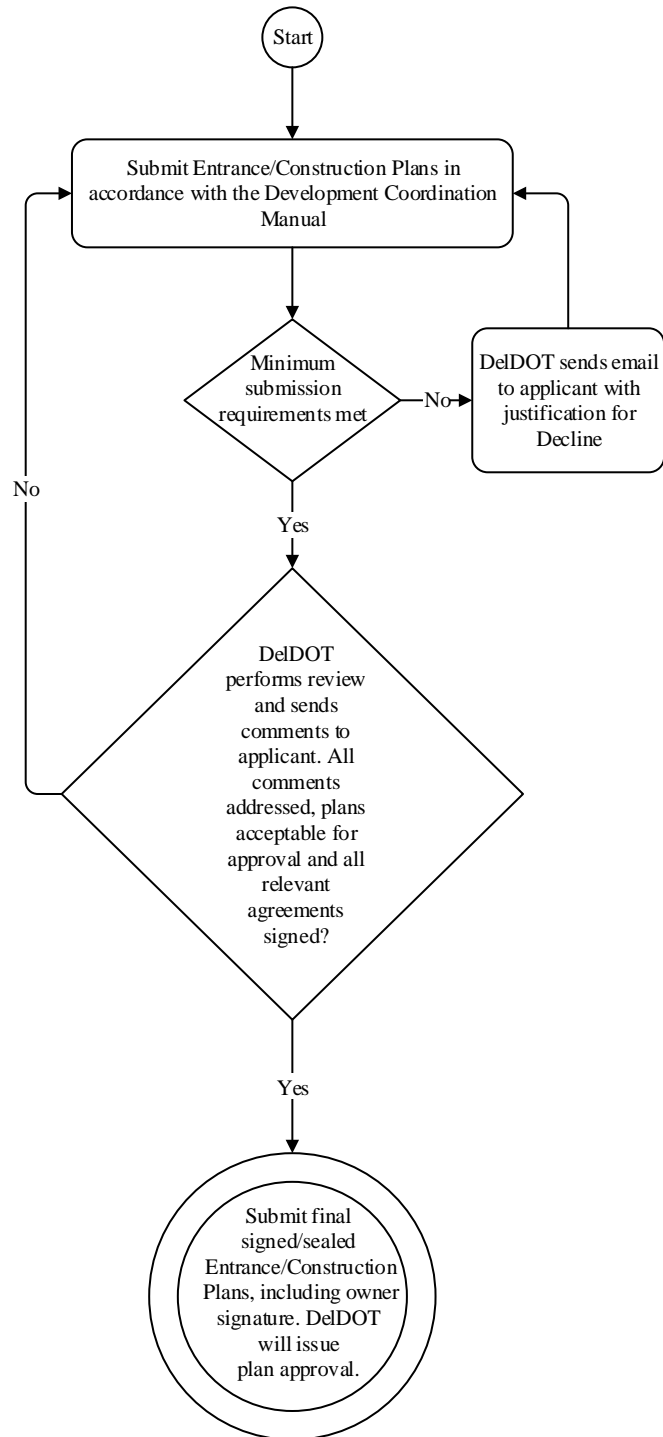 Start
Submit Entrance/Construction Plans in
accordance with the Development Coordination
Manual
Minimum
submission
requirements met
No
DelDOT sends email
to applicant with
justification for
Decline
No
Yes
DelDOT
performs review
and sends
comments to
applicant. All
comments
addressed, plans
acceptable for
approval and all
relevant
agreements
signed?
Yes
Submit final
signed/sealed
Entrance/Construction
Plans, including owner
signature. DelDOT
will issue
plan approval.